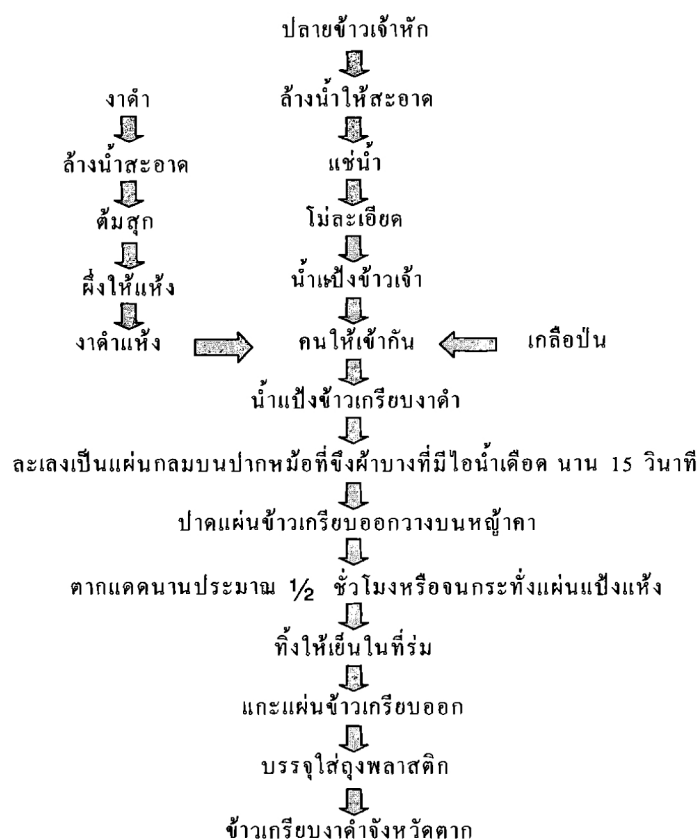 ปลายข้าวเจ้าหัก
งาดำ ล้างน้ำให้สะอาด
ล้างน้ำสะอาด แช่น้ำ
ต้มสุก โม่ละเอียด
ผึ่งให้แห้ง น้ำแป้งข้าวเจ้า
งาดำแห้ง คนให้เข้ากัน เกลือป่น
น้ำแป้งข้าวเกรียบงาดำ
ละเลงเป็นแผ่นกลมบนปากหม้อที่ขึงผ้าบางที่มีไอน้ำเดือด นาน 15 วินาที
ปาดแผ่นข้าวเกรียบออกวางบนหญ้าคา
ตากแดดนานประมาณ ½ ชั่วโมงหรือจนกระทั่งแผ่นแป้งแห้ง
ทิ้งให้เย็นในที่ร่ม
แกะแผ่นข้าวเกรียบออก
บรรจุใส่ถุงพลาสติก
ข้าวเกรียบงาดำจังหวัดตาก